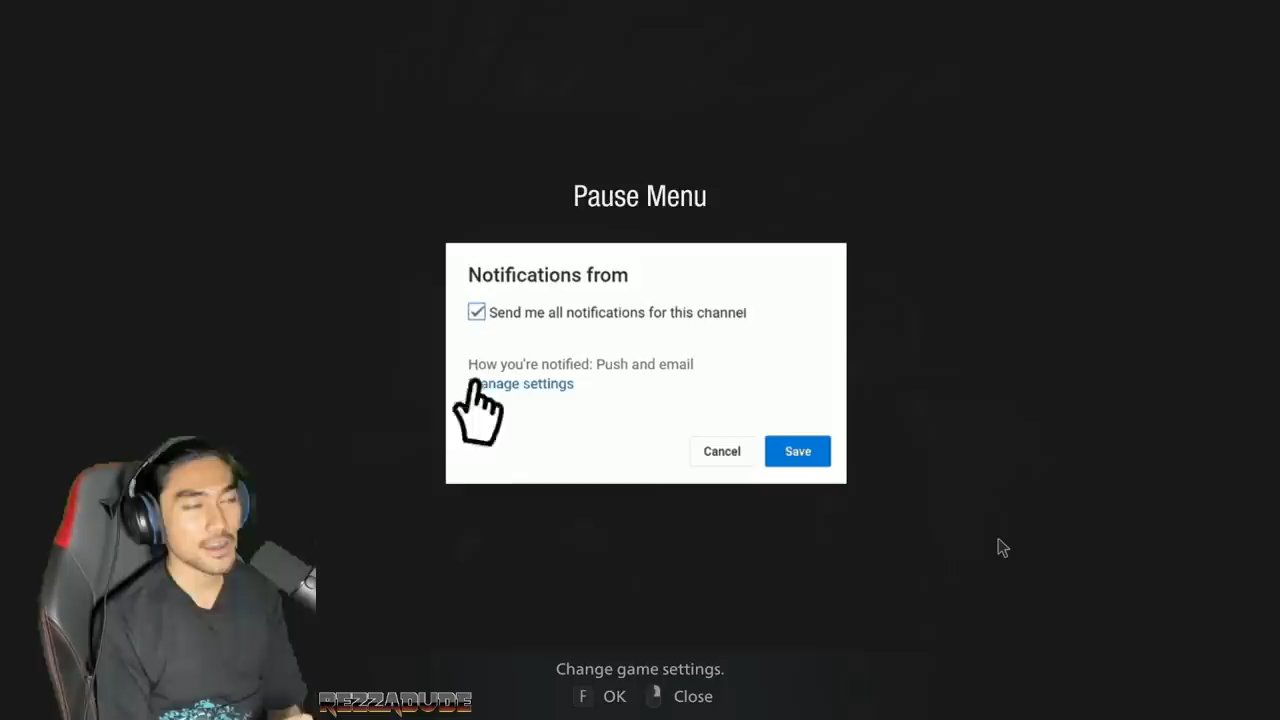 Pause Menu
Notifications from
Send me all notifications for this channel
How you're notified: Push and email
anage settings
Cancel
Save
Change game settings.
F OK Close
REZZADUDE